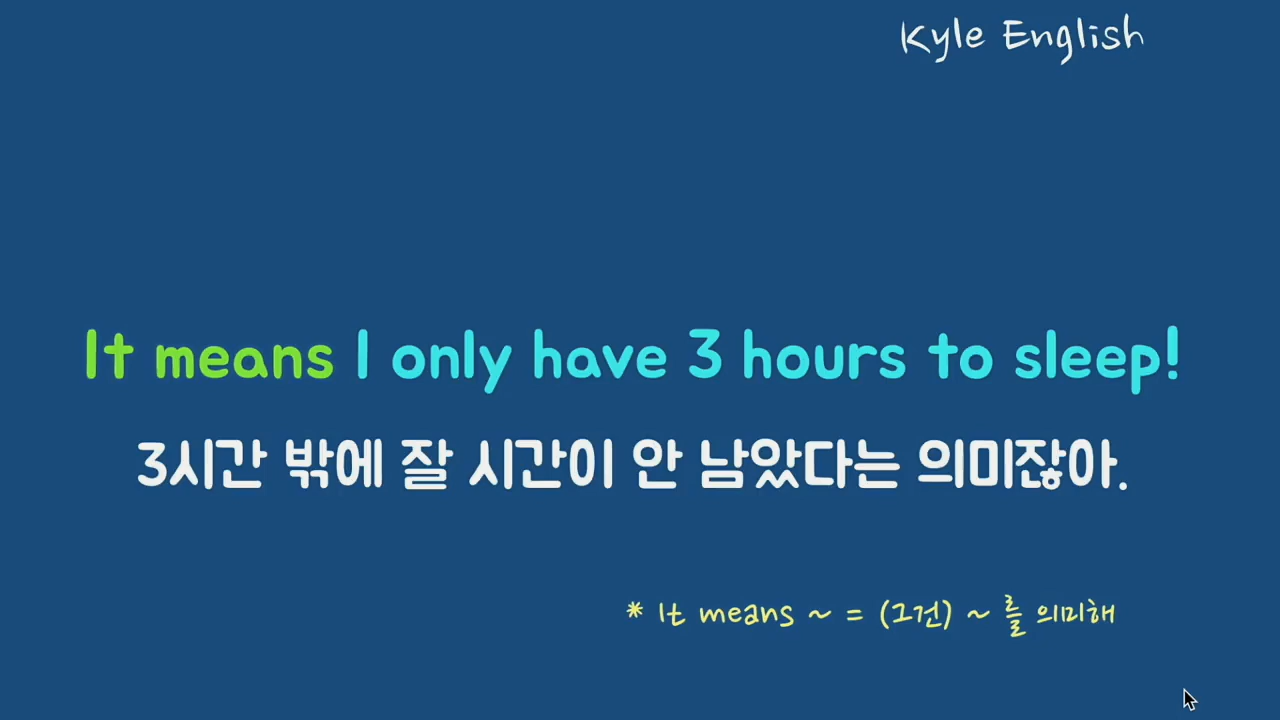 Kyle English
It means I only have 3 hours to sleep!
3시간 밖에 잘 시간이 안 남았다는 의미잖아.
* It means ~ = (그건) ~ 를 의미해